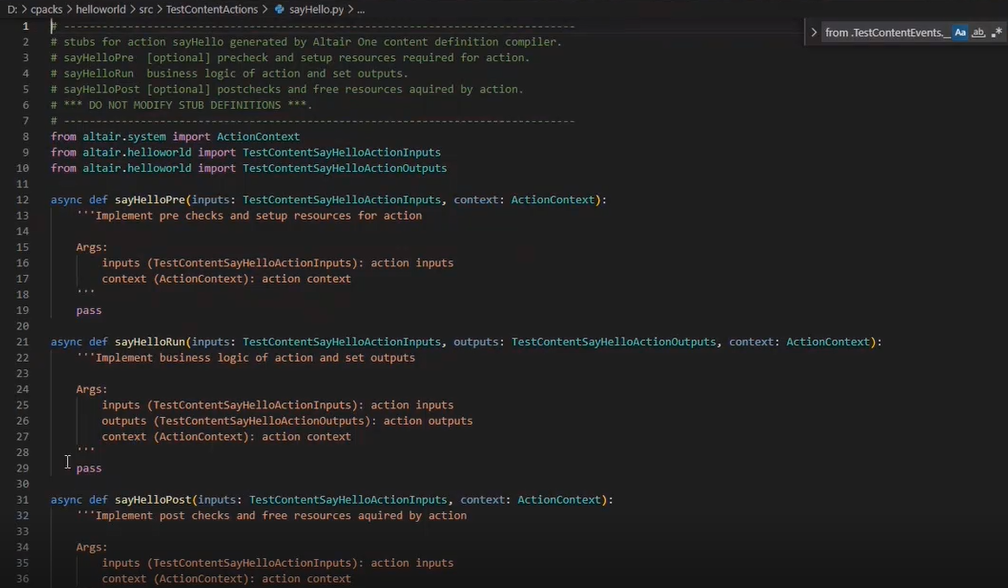 D: > cpacks > helloworld > src > TestContentActions > sayHello.py > ...
from .TestContentEvents.__ Aa ab .*
1 # -------------------------------------------------------------------------------
2 # stubs for action sayHello generated by Altair One content definition compiler.
3 # sayHelloPre  [optional] precheck and setup resources required for action.
4 # sayHelloRun  business logic of action and set outputs.
5 # sayHelloPost [optional] postchecks and free resources aquired by action.
6 # *** DO NOT MODIFY STUB DEFINITIONS ***.
7 # -------------------------------------------------------------------------------
8 from altair.system import ActionContext
9 from altair.helloworld import TestContentSayHelloActionInputs
10 from altair.helloworld import TestContentSayHelloActionOutputs
11
12 async def sayHelloPre(inputs: TestContentSayHelloActionInputs, context: ActionContext):
13     '''Implement pre checks and setup resources for action
14
15     Args:
16         inputs (TestContentSayHelloActionInputs): action inputs
17         context (ActionContext): action context
18     '''
19     pass
20
21 async def sayHelloRun(inputs: TestContentSayHelloActionInputs, outputs: TestContentSayHelloActionOutputs, context: ActionContext):
22     '''Implement business logic of action and set outputs
23
24     Args:
25         inputs (TestContentSayHelloActionInputs): action inputs
26         outputs (TestContentSayHelloActionOutputs): action outputs
27         context (ActionContext): action context
28     '''
29     pass
30
31 async def sayHelloPost(inputs: TestContentSayHelloActionInputs, context: ActionContext):
32     '''Implement post checks and free resources aquired by action
33
34     Args:
35         inputs (TestContentSayHelloActionInputs): action inputs
36         context (ActionContext): action context